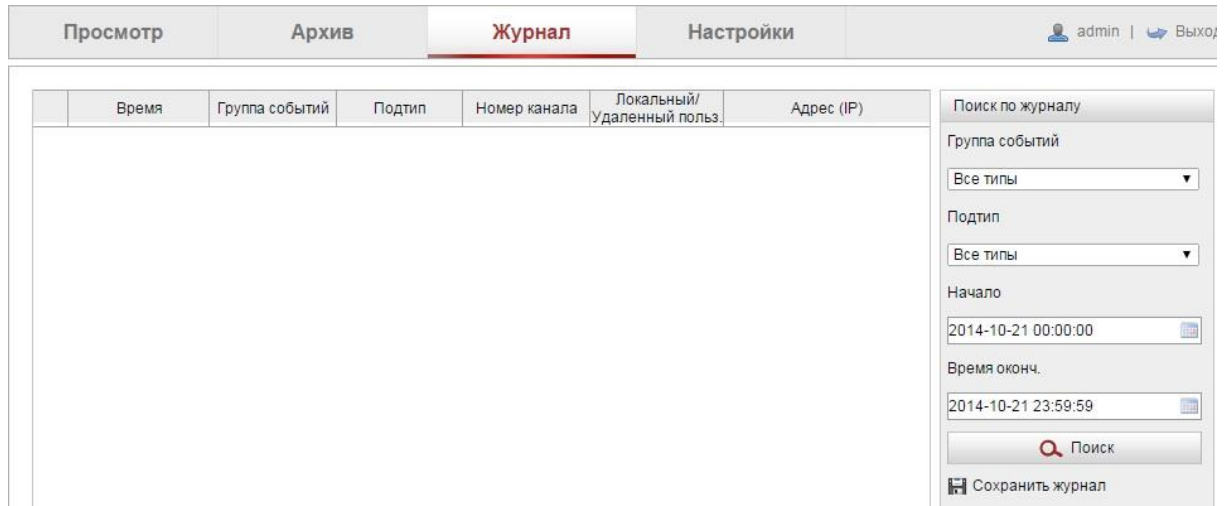 Просмотр Архив Журнал Настройки admin | Выход
Время Группа событий Подтип Номер канала Локальный/ Удаленный польз. Адрес (IP)
Поиск по журналу
Группа событий
Все типы
Подтип
Все типы
Начало
2014-10-21 00:00:00
Время оконч.
2014-10-21 23:59:59
Поиск
Сохранить журнал